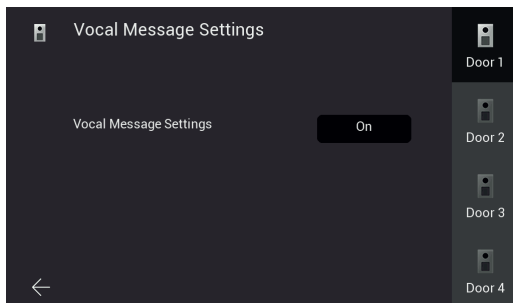 Vocal Message Settings
Door 1
Vocal Message Settings
On
Door 2
Door 3
Door 4